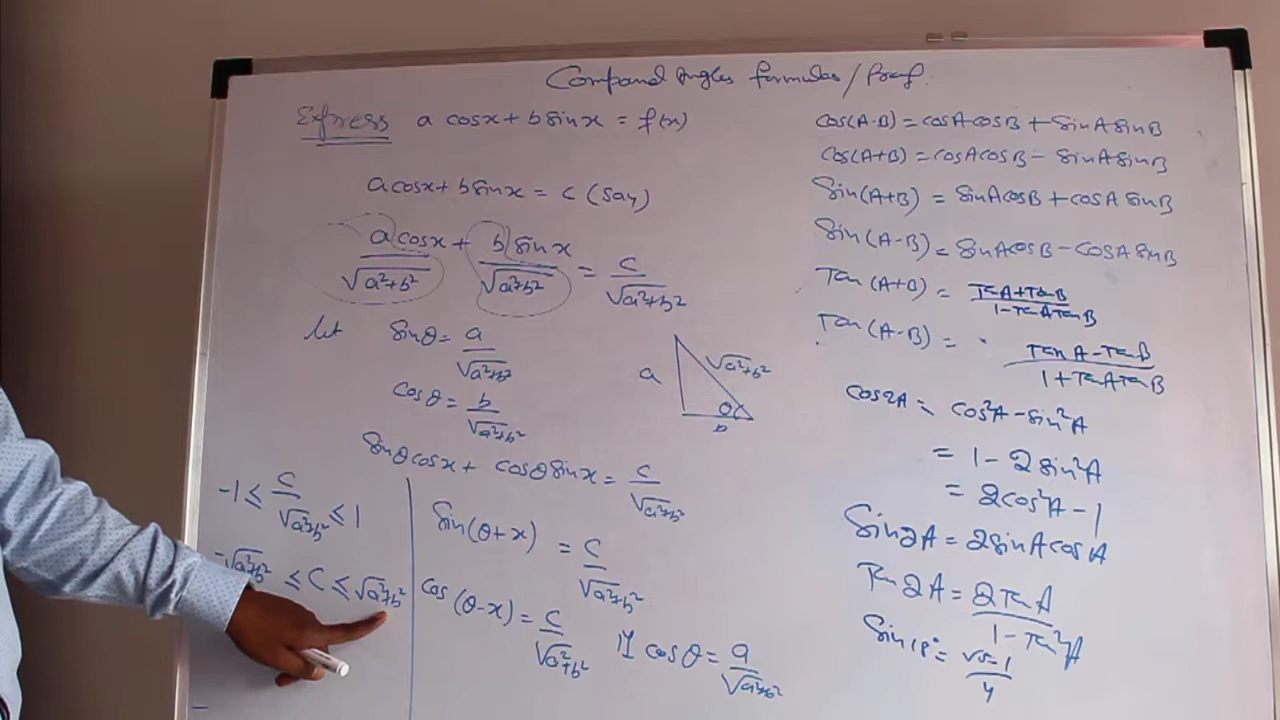 Compound Angles formulas/Proof
Express a cosx + b sinx = f(x)
a cosx + b sinx = c (say)
a cosx/√a²+b² + b sinx/√a²+b² = c/√a²+b²
let sinθ = a/√a²+b²
cosθ = b/√a²+b²
a √a²+b² θ b
sinθ cosx + cosθ sinx = c/√a²+b²
-1 ≤ c/√a²+b² ≤ 1
-√a²+b² ≤ c ≤ √a²+b²
Sin(θ+x) = c/√a²+b²
cos(θ-x) = c/√a²+b² if cosθ = a/√a²+b²
cos(A-B) = cosA cosB + sinA sinB
cos(A+B) = cosA cosB - sinA sinB
Sin(A+B) = sinA cosB + cosA sinB
Sin(A-B) = sinA cosB - cosA sinB
Tan(A+B) = TanA+TanB/1-TanA TanB
Tan(A-B) = TanA-TanB/1+TanA TanB
cos2A = cos²A - sin²A
= 1 - 2sin²A
= 2cos²A - 1
Sin2A = 2sinA cosA
Tan2A = 2TanA/1-Tan²A
Sin18° = √5-1/4